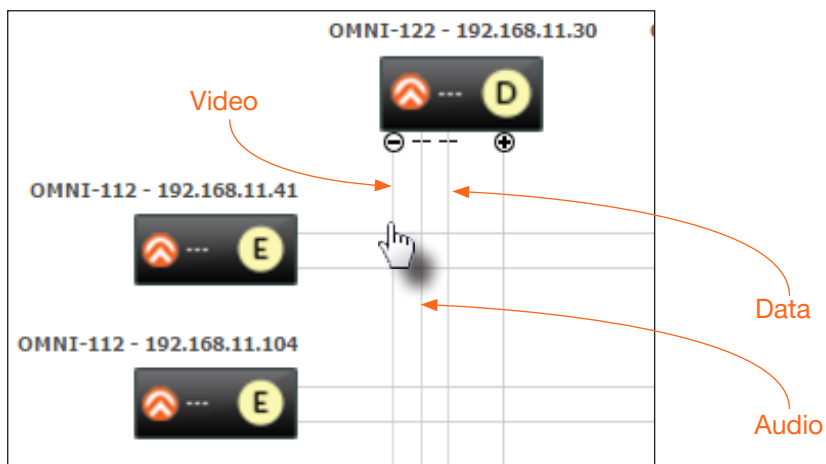 OMNI-122 - 192.168.11.30
--- D
Video
OMNI-112 - 192.168.11.41
--- E
Data
OMNI-112 - 192.168.11.104
--- E
Audio